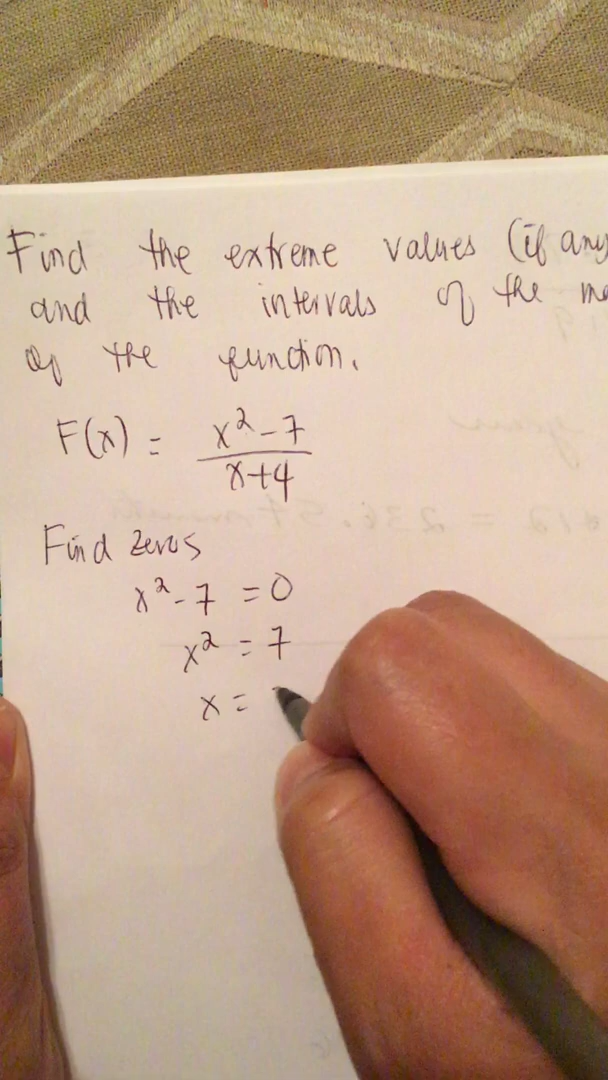 Find the extreme values (if any
and the intervals of the mo
of the function.
F(x) = x²-7 / x+4
Find zeros
x²-7 = 0
x² = 7
x =